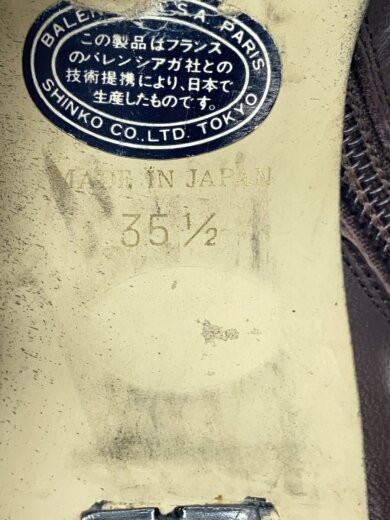 BALENCIAGA S.A. PARIS
この製品はフランス
のバレンシアガ社との
技術提携により、日本で
生産したものです。
SHINKO CO., LTD. TOKYO
MADE IN JAPAN
35 ½